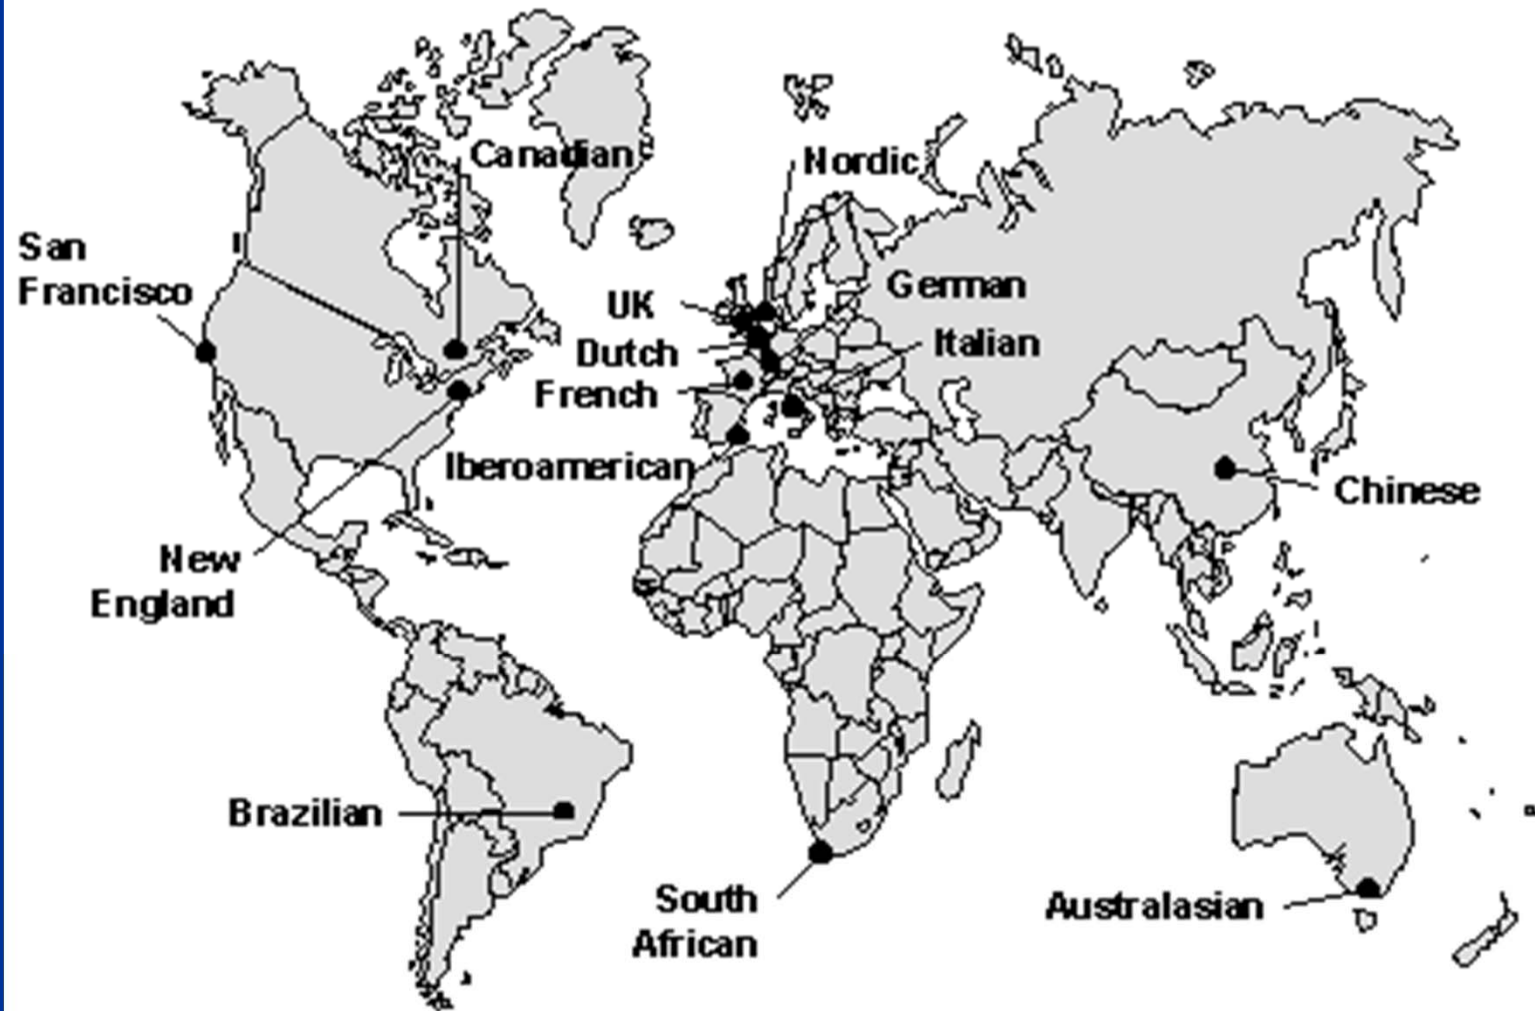 Canadian
Nordic
San
Francisco
German
UK
Italian
Dutch
French
Iberoamerican
Chinese
New
England
Brazilian
South
African
Australasian